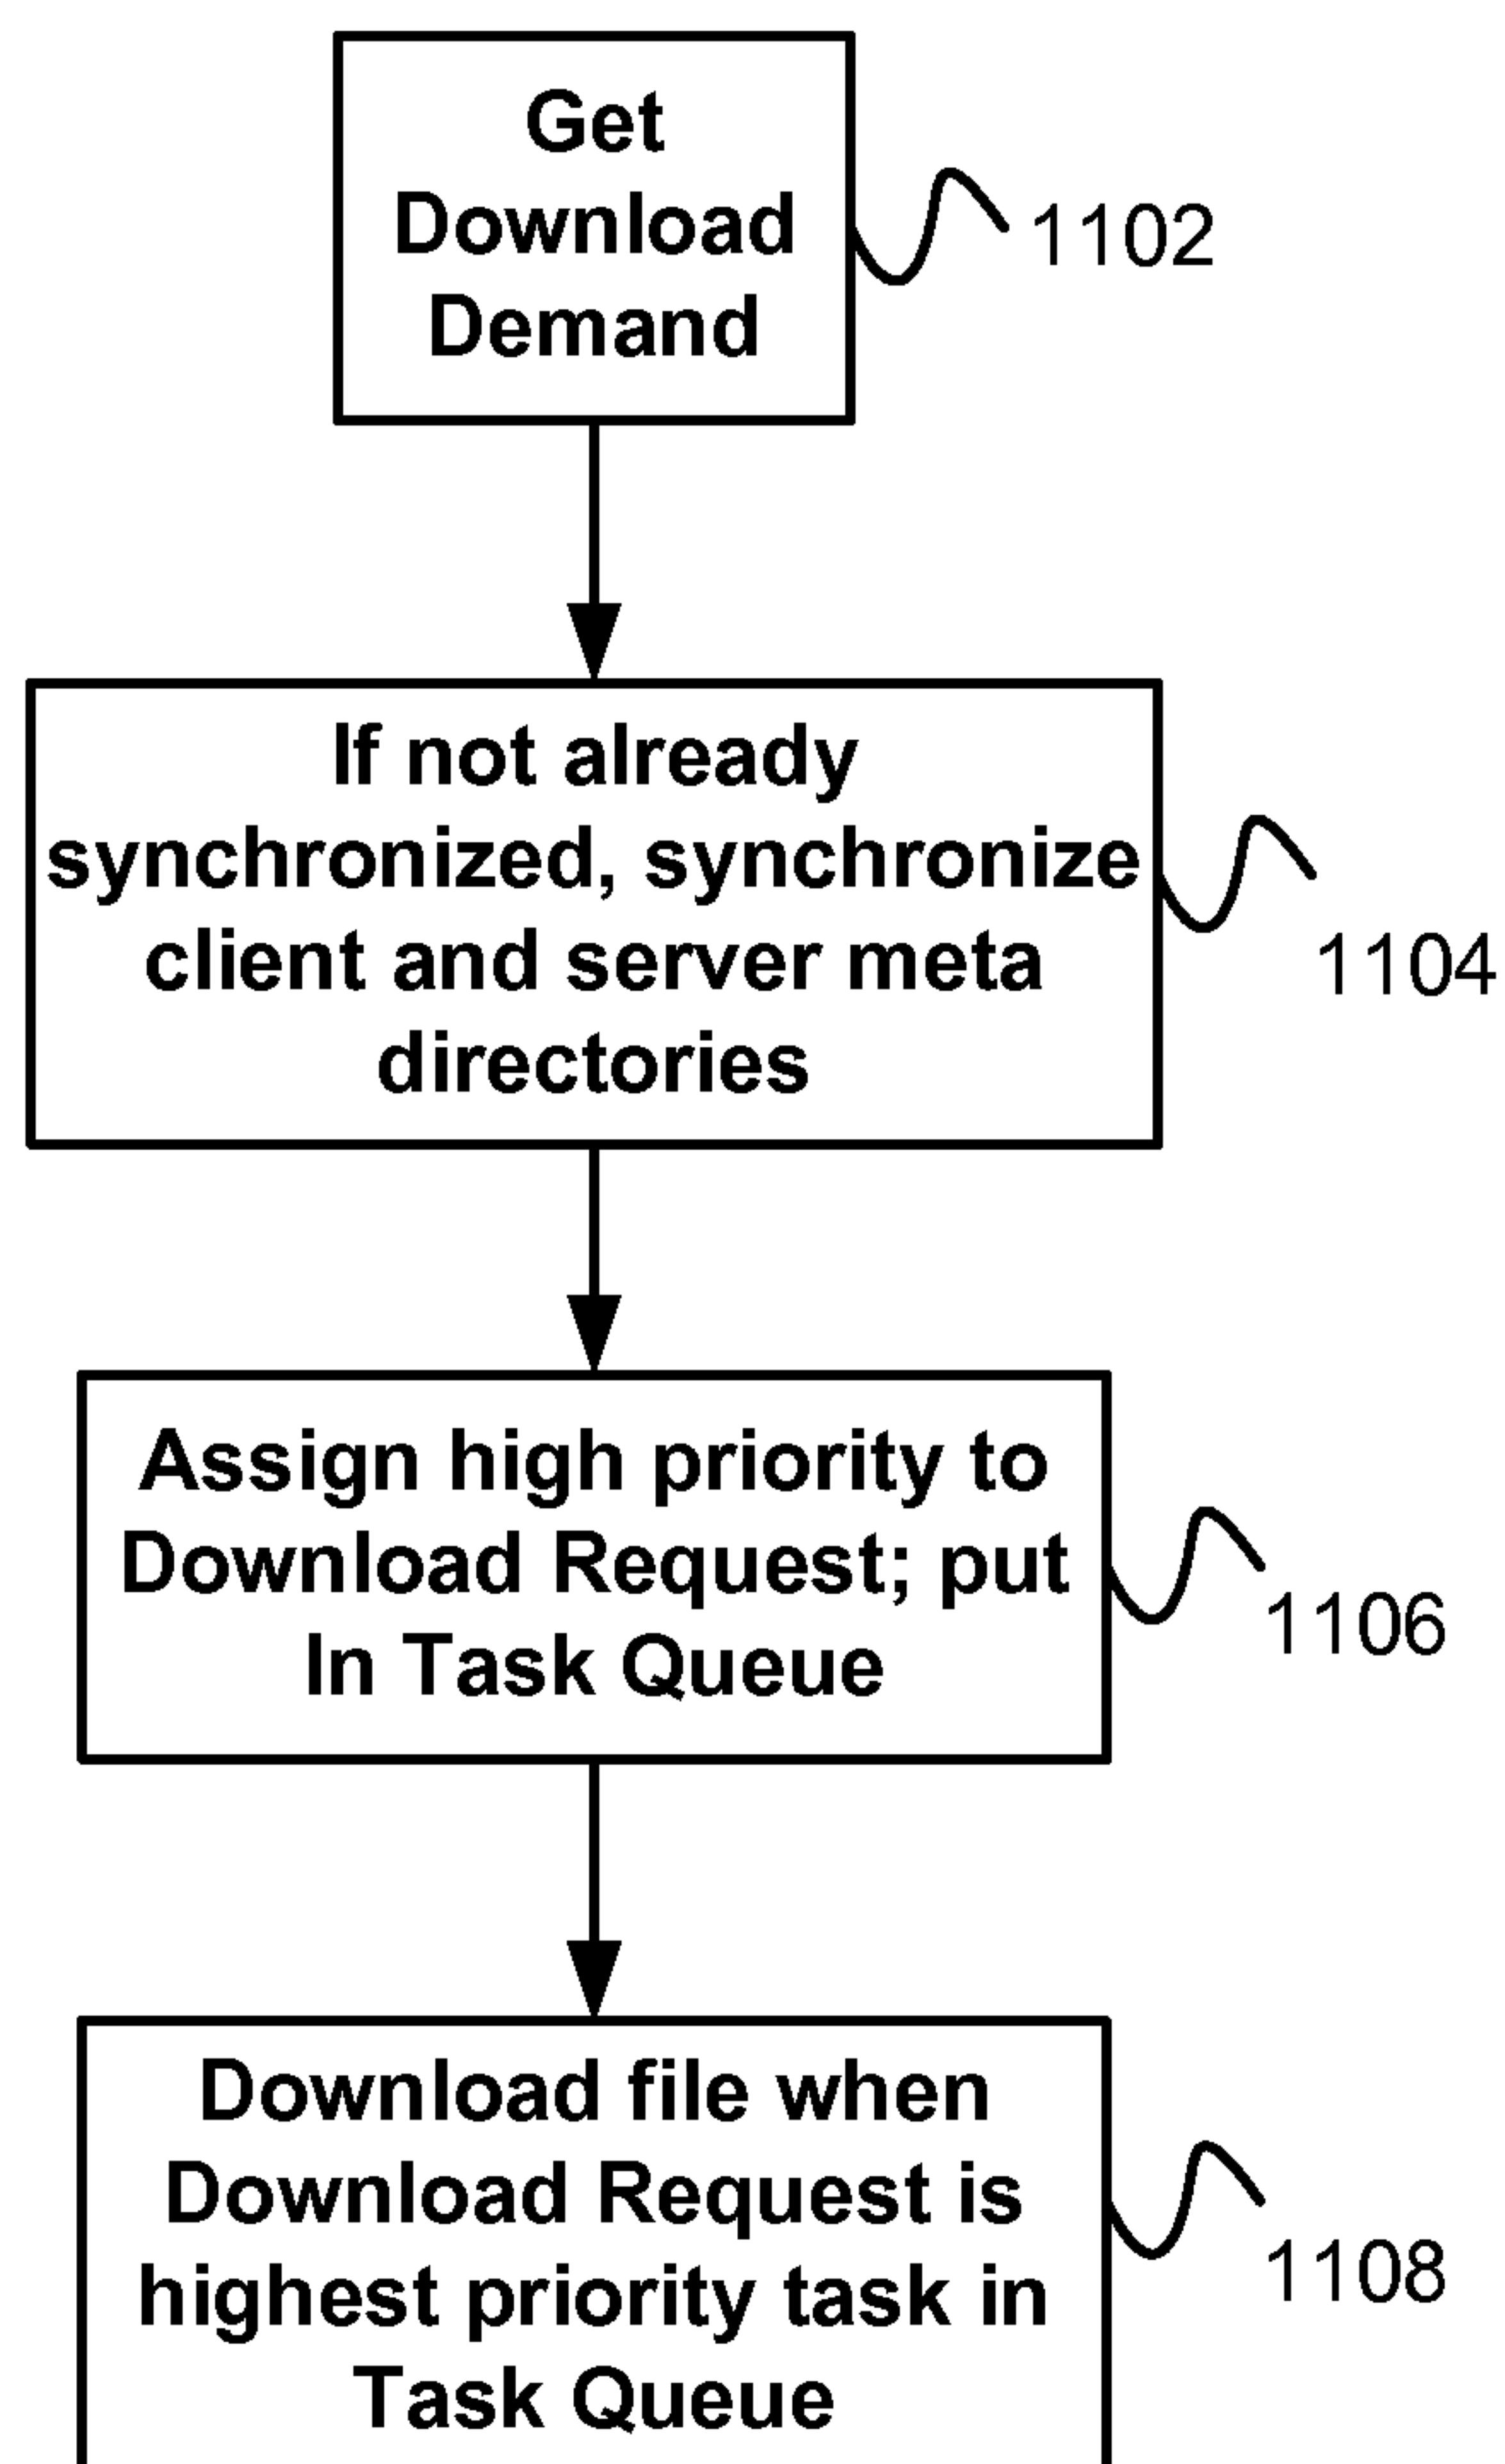 Get
Download
Demand
1102
If not already
synchronized, synchronize
client and server meta
directories
1104
Assign high priority to
Download Request; put
In Task Queue
1106
Download file when
Download Request is
highest priority task in
Task Queue
1108